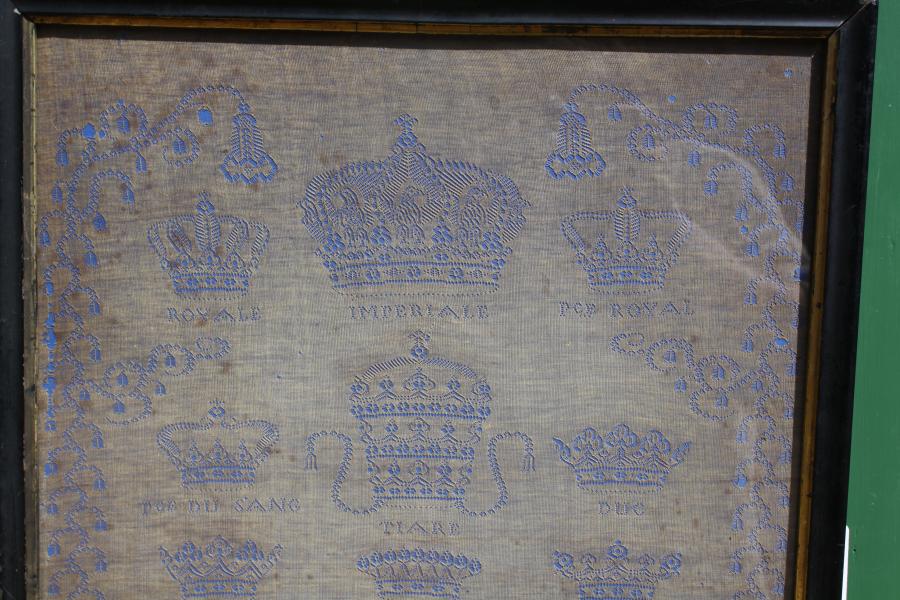 ROYALE IMPERIALE PCE ROYAL
PCE DU SANG TIARE DUC